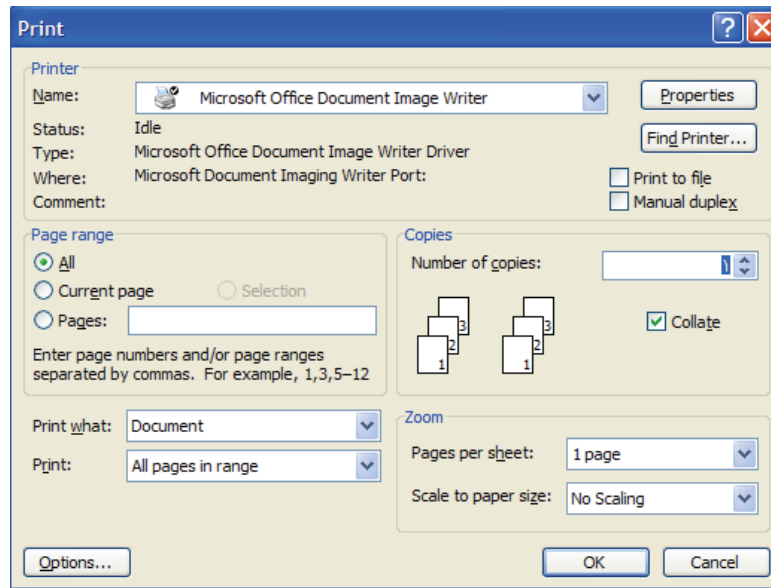 Print
Printer
Name: Microsoft Office Document Image Writer Properties
Status: Idle
Find Printer...
Type: Microsoft Office Document Image Writer Driver
Where: Microsoft Document Imaging Writer Port: Print to file
Comment: Manual duplex
Page range
All
Current page Selection
Pages:
Enter page numbers and/or page ranges
separated by commas. For example, 1,3,5–12
Copies
Number of copies: ١
3 3
2 2
1 1
Collate
Print what: Document
Print: All pages in range
Zoom
Pages per sheet: 1 page
Scale to paper size: No Scaling
Options... OK Cancel